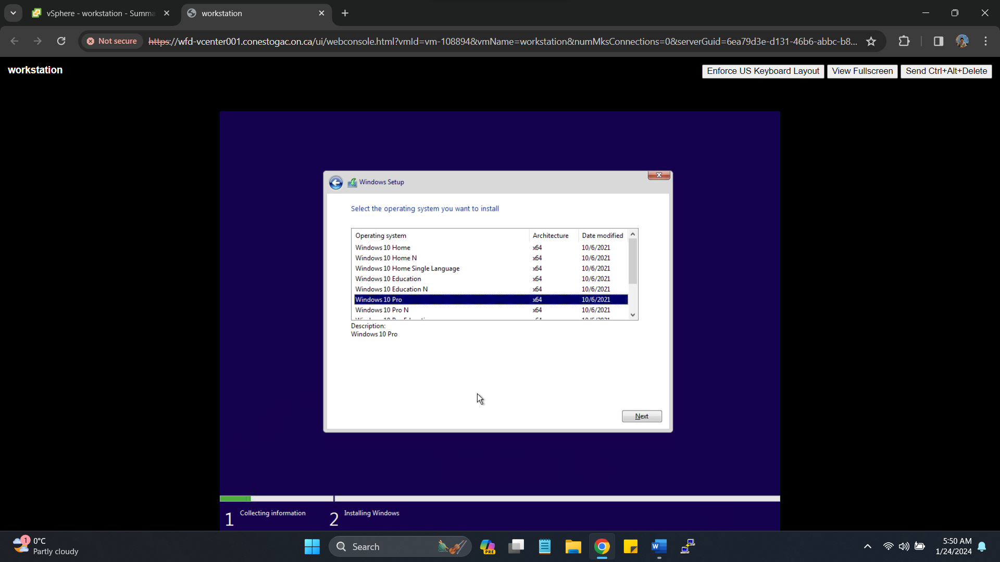 vSphere - workstation - Summa
workstation
Not secure
https://wfd-vcenter001.conestogac.on.ca/ui/webconsole.html?vmId=vm-108894&vmName=workstation&numMksConnections=0&serverGuid=6ea79d3e-d131-46b6-abbc-b8...
workstation
Enforce US Keyboard Layout View Fullscreen Send Ctrl+Alt+Delete
Windows Setup
Select the operating system you want to install
Operating system Architecture Date modified
Windows 10 Home x64 10/6/2021
Windows 10 Home N x64 10/6/2021
Windows 10 Home Single Language x64 10/6/2021
Windows 10 Education x64 10/6/2021
Windows 10 Education N x64 10/6/2021
Windows 10 Pro x64 10/6/2021
Windows 10 Pro N x64 10/6/2021
Description:
Windows 10 Pro
Next
1 Collecting information 2 Installing Windows
1
0°C
Partly cloudy
Search
PRE
W
5:50 AM
1/24/2024